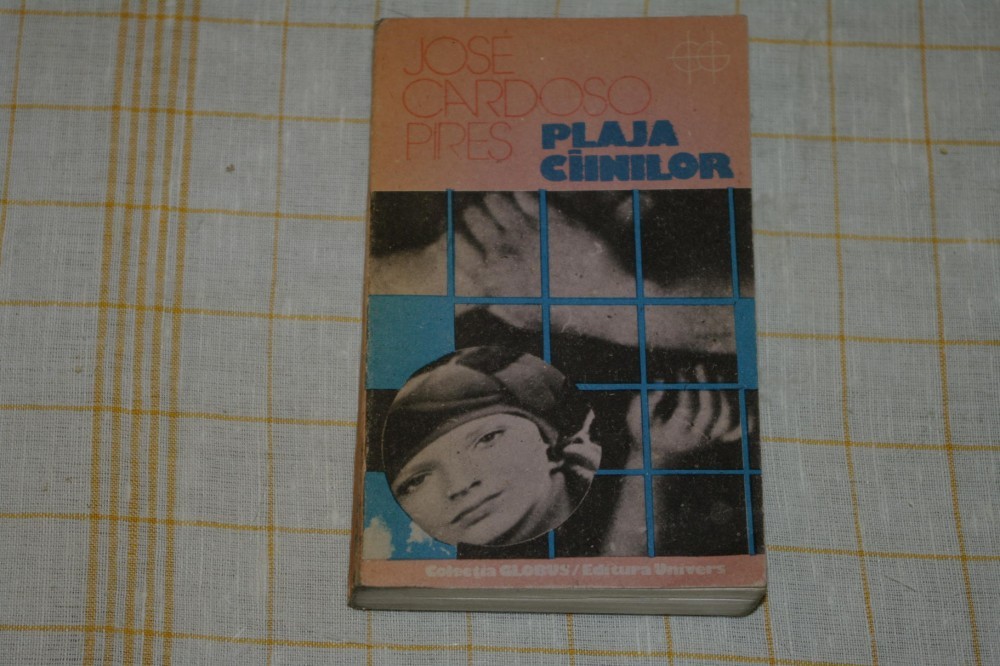 JOSÉ
CARDOSO
PIRES
PLAJA
CÎINILOR
Colecția GLOBUS/Editura Univers